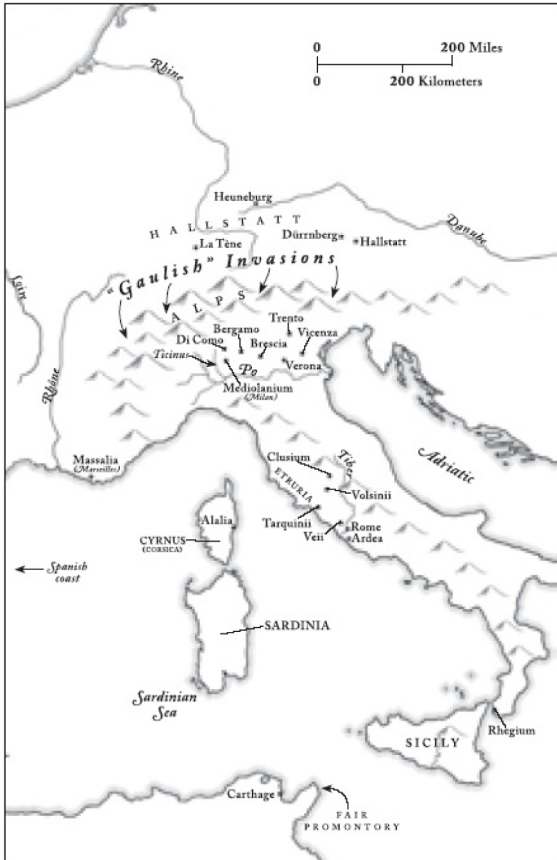 0 200 Miles
0 200 Kilometers
Rhine
Heuneburg
HALLSTATT
Dürrnberg
Hallstatt
Danube
La Tène
"Gaulish" Invasions
Loire
ALPS
Trento
Bergamo
Vicenza
Di Como
Brescia
Ticinus
Po
Verona
Mediolanum
(Milan)
Rhône
Massalia
(Marseilles)
Clusium
Tiber
Adriatic
ETRURIA
Volsinii
Tarquinii
Veii
Rome
Ardea
Alalia
CYRNUS
(CORSICA)
Spanish
coast
SARDINIA
Sardinian
Sea
SICILY
Rhegium
Carthage
FAIR
PROMONTORY